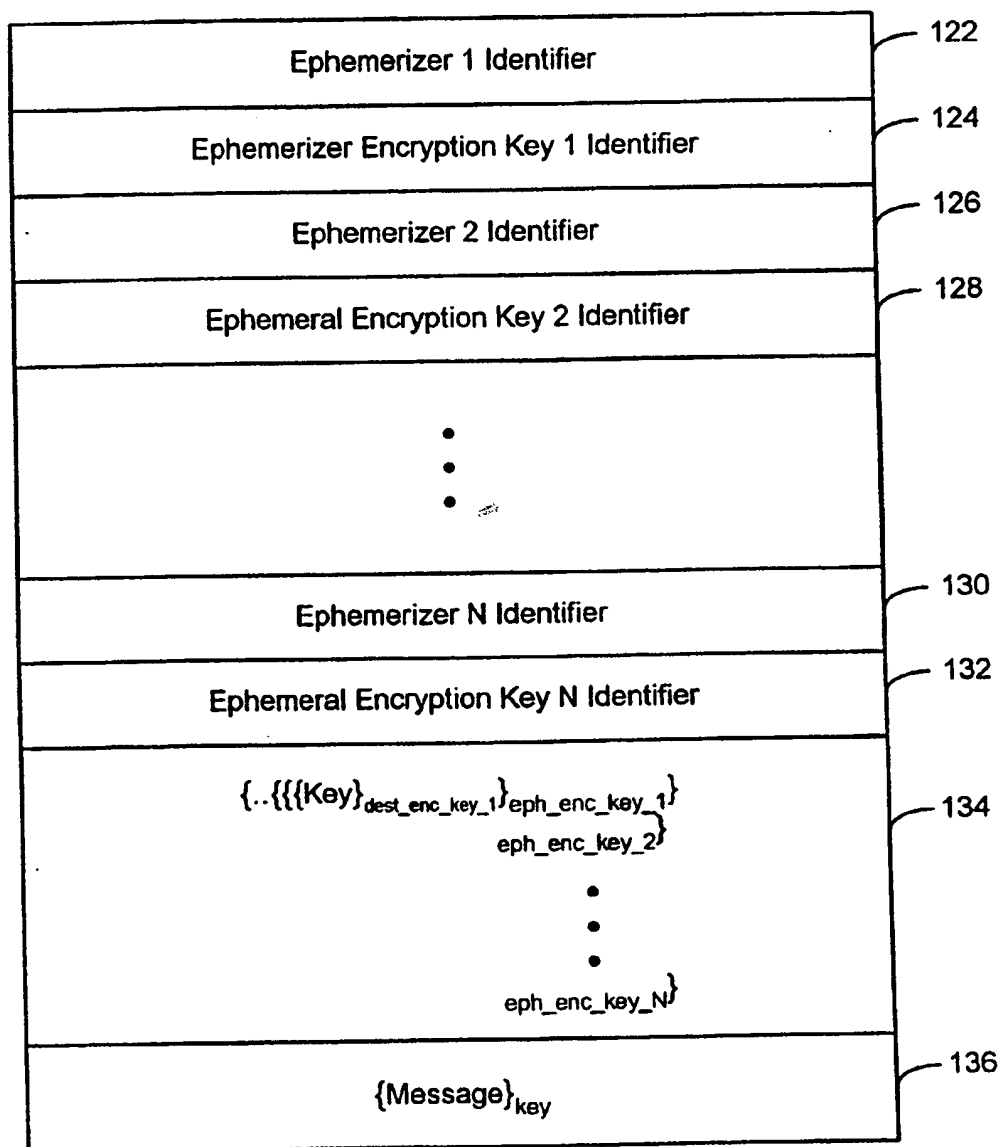 Ephemerizer 1 Identifier
122
Ephemerizer Encryption Key 1 Identifier
124
Ephemerizer 2 Identifier
126
Ephemeral Encryption Key 2 Identifier
128
Ephemerizer N Identifier
130
Ephemeral Encryption Key N Identifier
132
{..{{{Key}dest_enc_key_1}eph_enc_key_1}
eph_enc_key_2}
134
eph_enc_key_N}
{Message}key
136